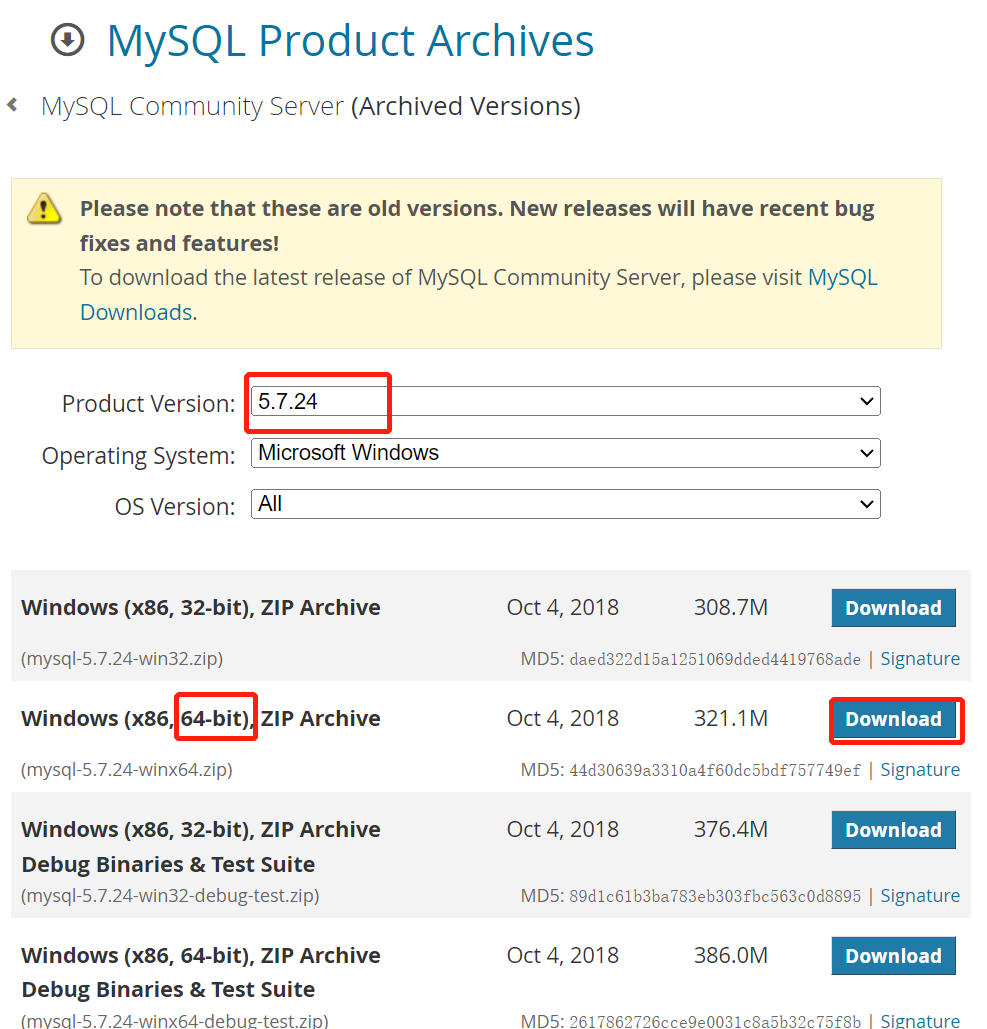 MySQL Product Archives
MySQL Community Server (Archived Versions)
Please note that these are old versions. New releases will have recent bug
fixes and features!
To download the latest release of MySQL Community Server, please visit MySQL
Downloads.
Product Version: 5.7.24
Operating System: Microsoft Windows
OS Version: All
Windows (x86, 32-bit), ZIP Archive Oct 4, 2018 308.7M Download
(mysql-5.7.24-win32.zip) MD5: daed322d15a1251069dded4419768ade | Signature
Windows (x86, 64-bit), ZIP Archive Oct 4, 2018 321.1M Download
(mysql-5.7.24-winx64.zip) MD5: 44d30639a3310a4f60dc5bdf757749ef | Signature
Windows (x86, 32-bit), ZIP Archive Oct 4, 2018 376.4M Download
Debug Binaries & Test Suite
(mysql-5.7.24-win32-debug-test.zip) MD5: 89d1c61b3ba783eb303fbc563c0d8895 | Signature
Windows (x86, 64-bit), ZIP Archive Oct 4, 2018 386.0M Download
Debug Binaries & Test Suite
(mysql-5.7.24-winx64-debug-test.zip) MD5: 2617862726cce9e0031c8a5b32c75f8b | Signature